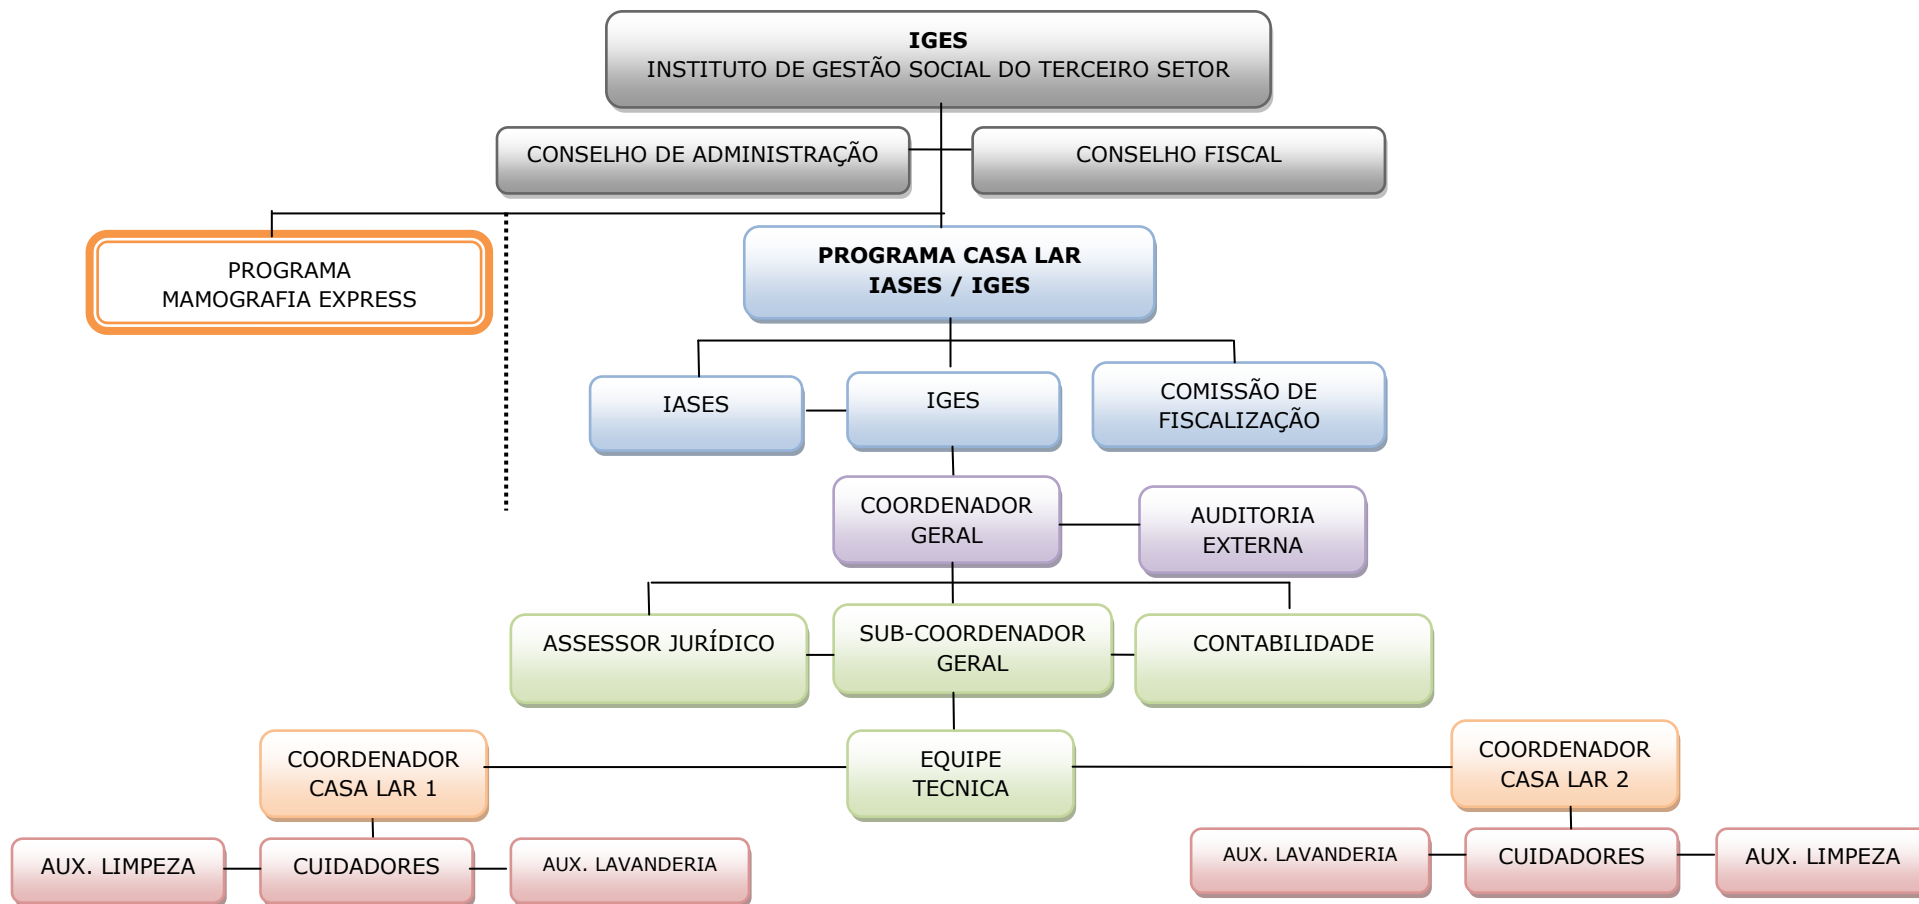 IGES
INSTITUTO DE GESTÃO SOCIAL DO TERCEIRO SETOR
CONSELHO DE ADMINISTRAÇÃO
CONSELHO FISCAL
PROGRAMA
MAMOGRAFIA EXPRESS
PROGRAMA CASA LAR
IASES / IGES
IASES
IGES
COMISSÃO DE
FISCALIZAÇÃO
COORDENADOR
GERAL
AUDITORIA
EXTERNA
ASSESSOR JURÍDICO
SUB-COORDENADOR
GERAL
CONTABILIDADE
COORDENADOR
CASA LAR 1
EQUIPE
TECNICA
COORDENADOR
CASA LAR 2
AUX. LIMPEZA
CUIDADORES
AUX. LAVANDERIA
AUX. LAVANDERIA
CUIDADORES
AUX. LIMPEZA